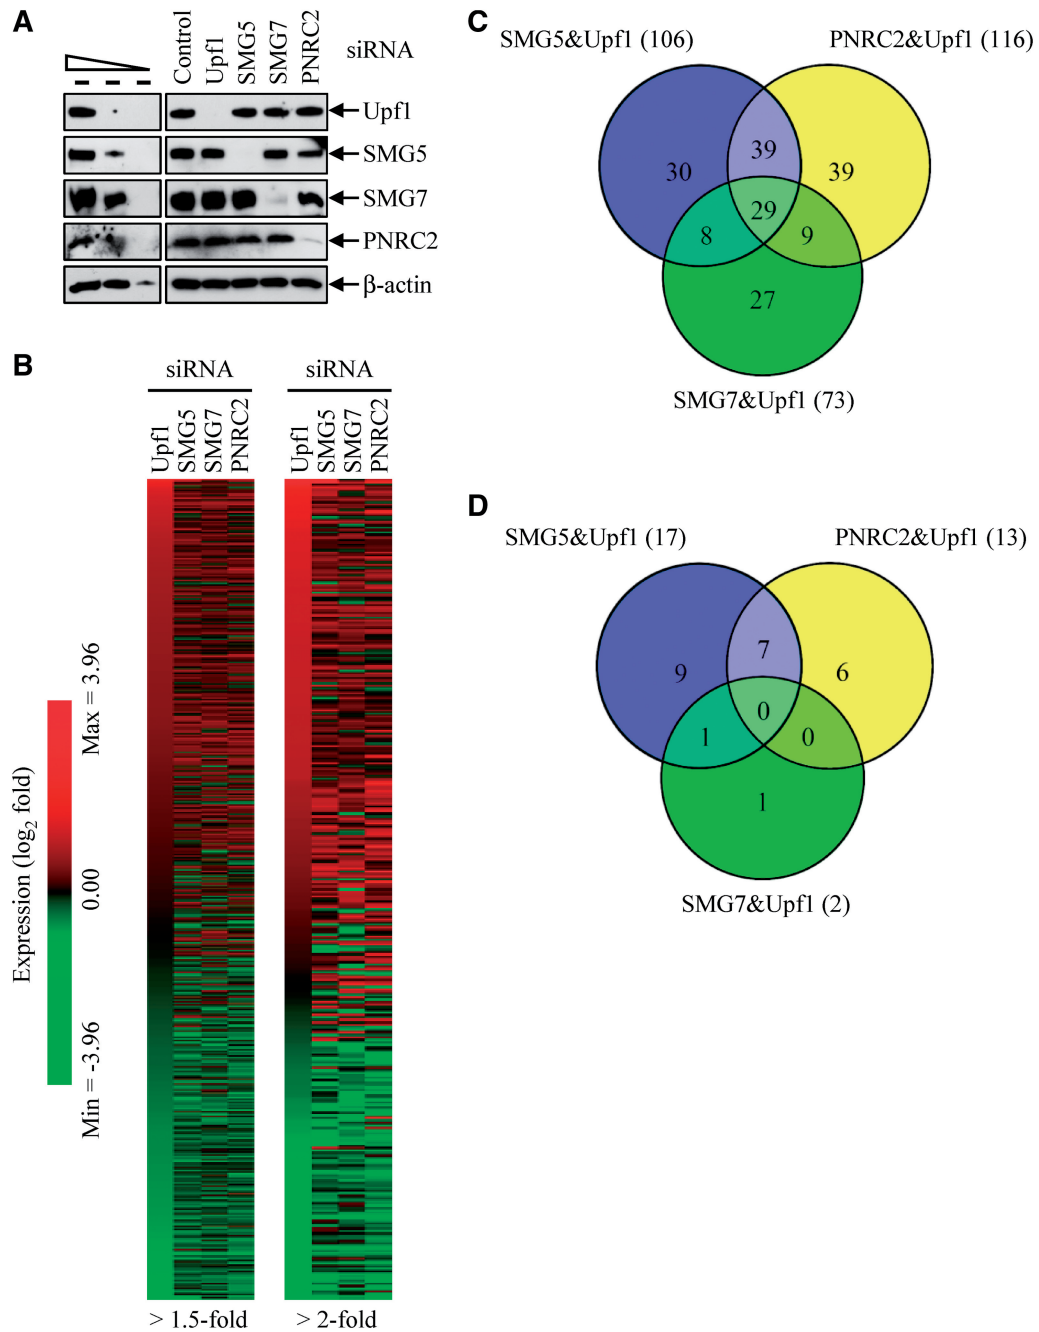 A
Control
Upf1
SMG5
SMG7
PNRC2
siRNA
Upf1
SMG5
SMG7
PNRC2
β-actin
B
siRNA
siRNA
Upf1
SMG5
SMG7
PNRC2
Upf1
SMG5
SMG7
PNRC2
Expression (log2 fold)
Max = 3.96
0.00
Min = -3.96
> 1.5-fold
> 2-fold
C
SMG5&Upf1 (106)
PNRC2&Upf1 (116)
30
39
39
29
8
9
27
SMG7&Upf1 (73)
D
SMG5&Upf1 (17)
PNRC2&Upf1 (13)
9
7
6
0
1
0
1
SMG7&Upf1 (2)